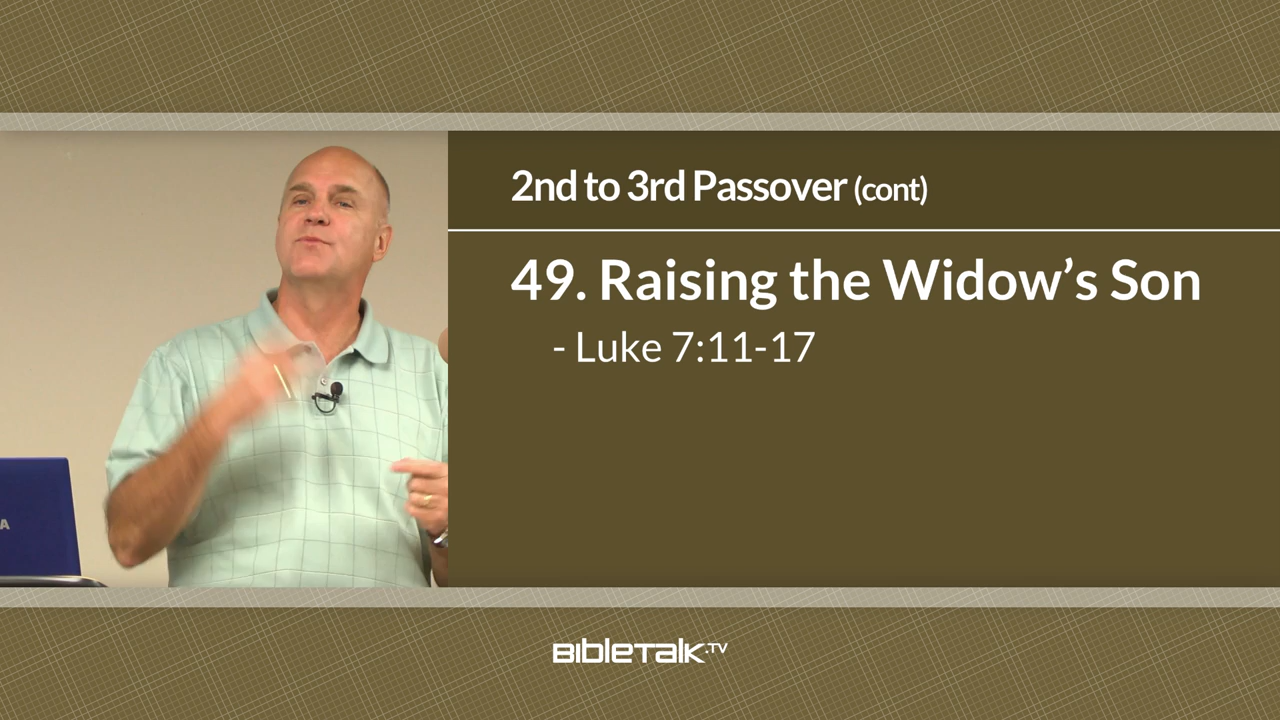 2nd to 3rd Passover (cont)
49. Raising the Widow’s Son
- Luke 7:11-17
A
BibleTalk.TV